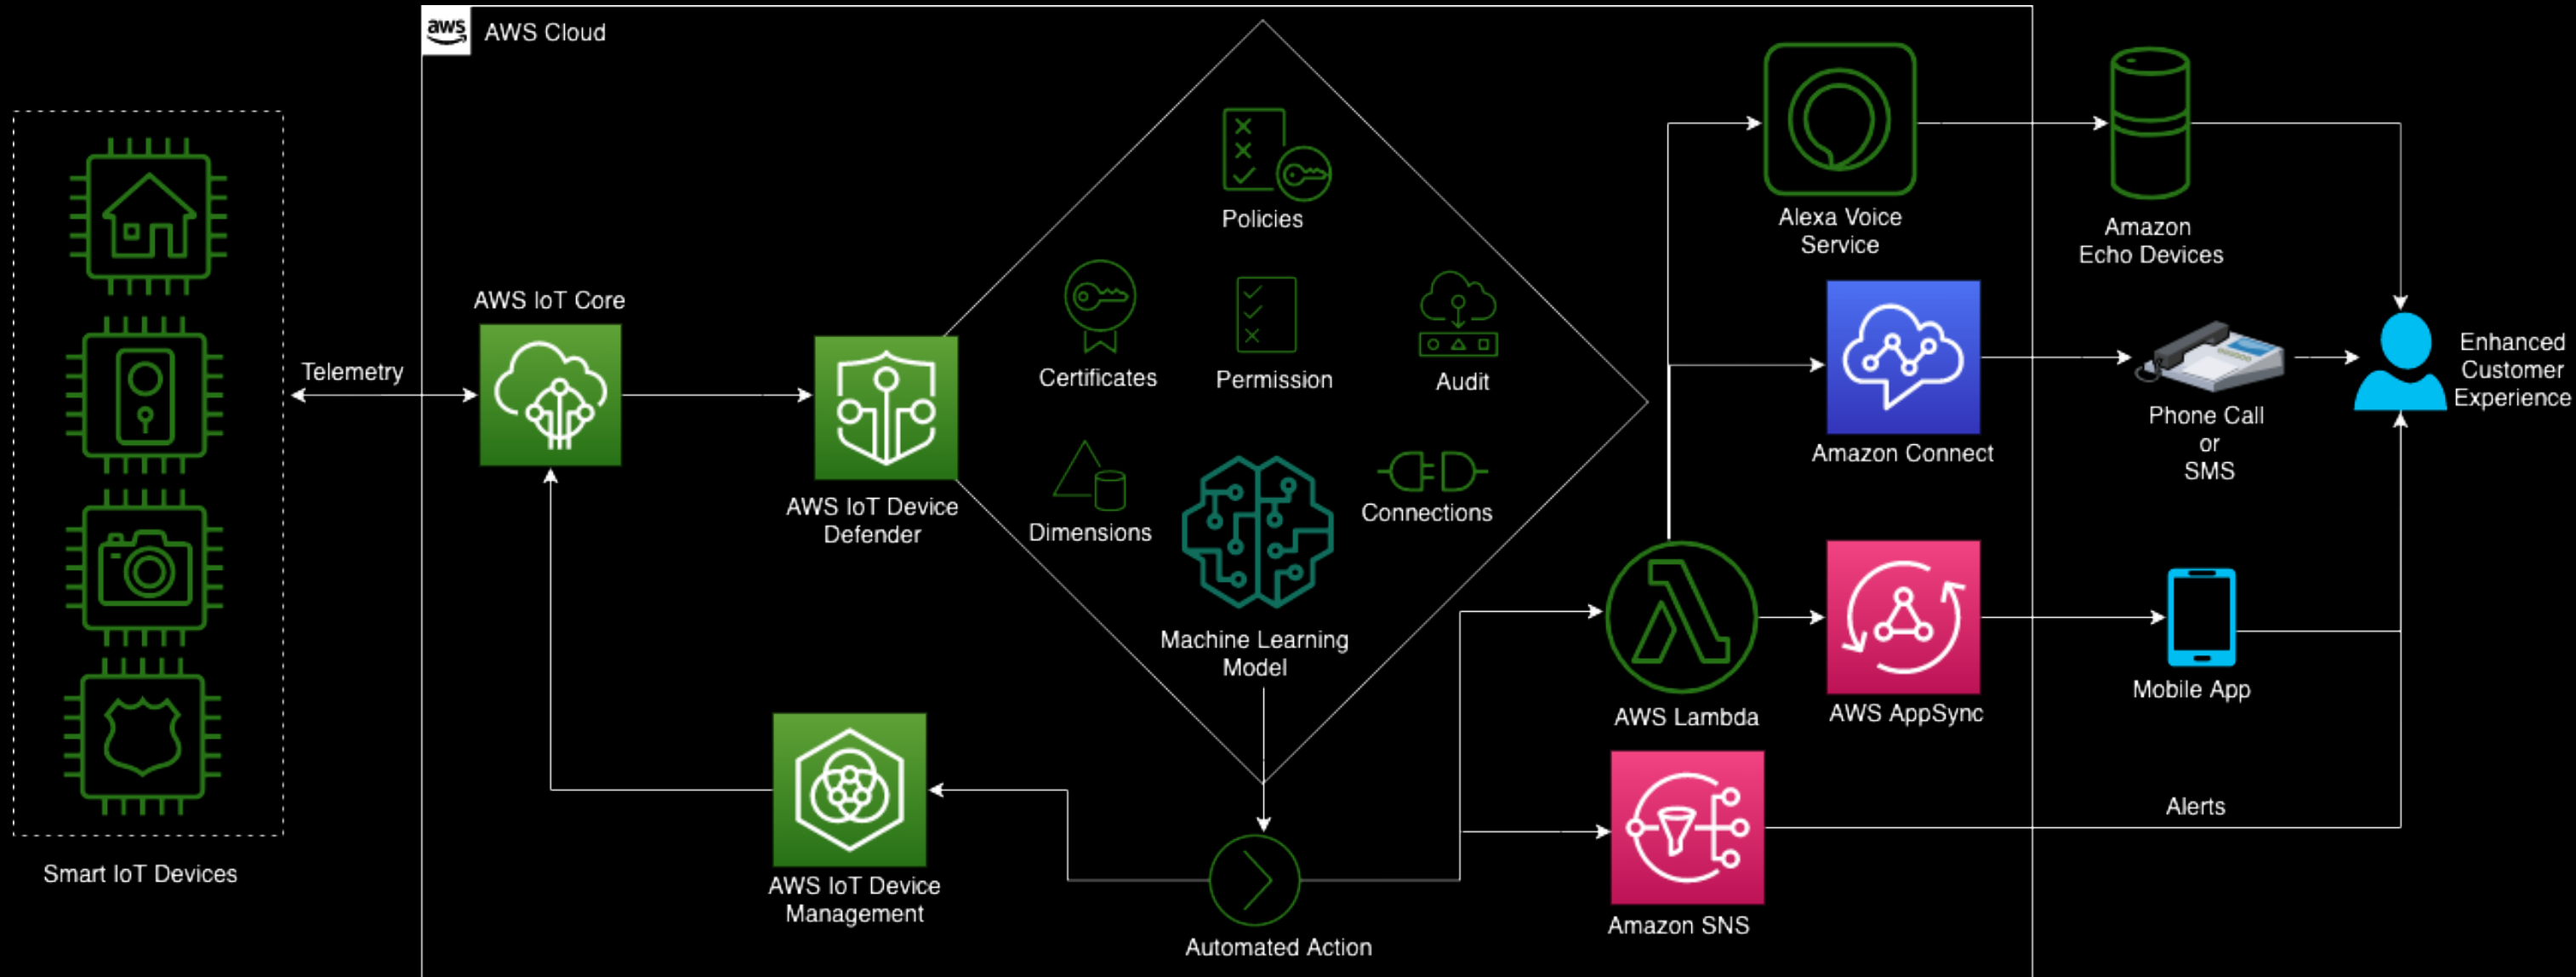 aws
AWS Cloud
Smart IoT Devices
Telemetry
AWS IoT Core
AWS IoT Device
Defender
Policies
Certificates
Permission
Audit
Dimensions
Connections
Machine Learning
Model
AWS IoT Device
Management
Automated Action
Alexa Voice
Service
Amazon Connect
AWS Lambda
AWS AppSync
Amazon SNS
Amazon
Echo Devices
Phone Call
or
SMS
Mobile App
Alerts
Enhanced
Customer
Experience